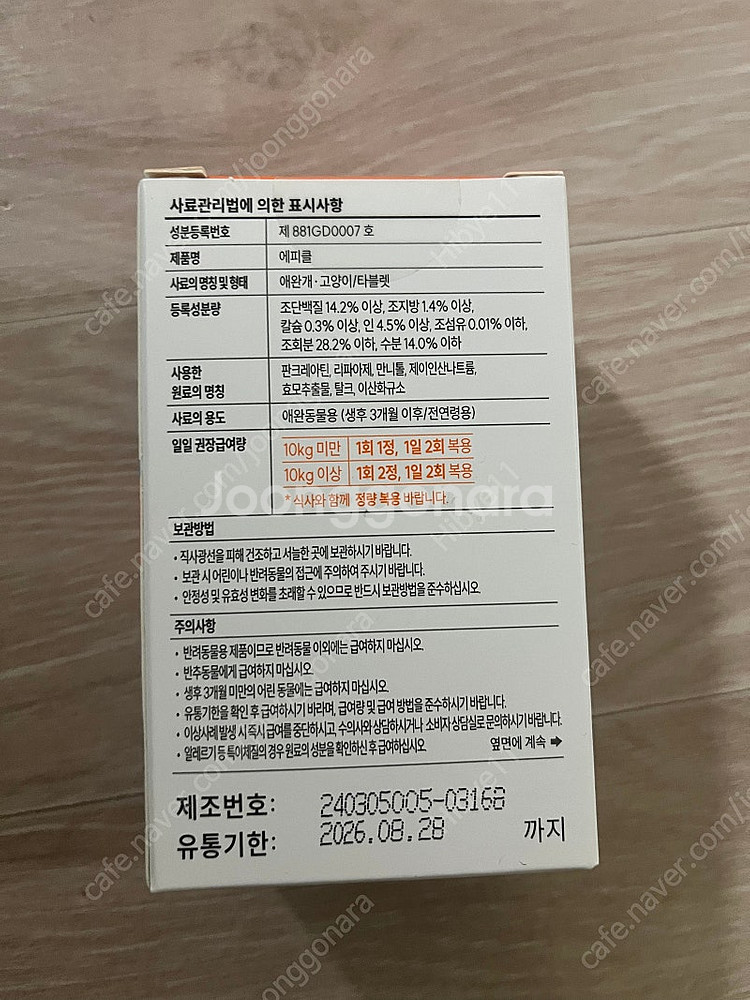 사료관리법에 의한 표시사항
성분등록번호 제 881GD0007 호
제품명 에피클
사료의 명칭 및 형태 애완개·고양이/타블렛
등록성분량 조단백질 14.2% 이상, 조지방 1.4% 이상,
칼슘 0.3% 이상, 인 4.5% 이상, 조섬유 0.01% 이하,
조회분 28.2% 이하, 수분 14.0% 이하
사용한 판크레아틴, 리파아제, 만니톨, 제이인산나트륨,
원료의 명칭 효모추출물, 탈크, 이산화규소
사료의 용도 애완동물용 (생후 3개월 이후/전연령용)
일일 권장급여량 10kg 미만 1회 1정, 1일 2회 복용
10kg 이상 1회 2정, 1일 2회 복용
* 식사와 함께 정량 복용 바랍니다.
Joonggonara
보관방법
• 직사광선을 피해 건조하고 서늘한 곳에 보관하시기 바랍니다.
• 보관 시 어린이나 반려동물의 접근에 주의하여 주시기 바랍니다.
• 안정성 및 유효성 변화를 초래할 수 있으므로 반드시 보관방법을 준수하십시오.
주의사항
• 반려동물용 제품이므로 반려동물 이외에는 급여하지 마십시오.
• 반추동물에게 급여하지 마십시오.
• 생후 3개월 미만의 어린 동물에는 급여하지 마십시오.
• 유통기한을 확인 후 급여하시기 바라며, 급여량 및 급여 방법을 준수하시기 바랍니다.
• 이상사례 발생 시 즉시 급여를 중단하시고, 수의사와 상담하시거나 소비자 상담실로 문의하시기 바랍니다.
• 알레르기 등 특이체질의 경우 원료의 성분을 확인하신 후 급여하십시오. 옆면에 계속 ➡
제조번호: 240305005-03168
유통기한: 2026.08.28 까지
cafe.naver.com/joonggonara
Hibye11